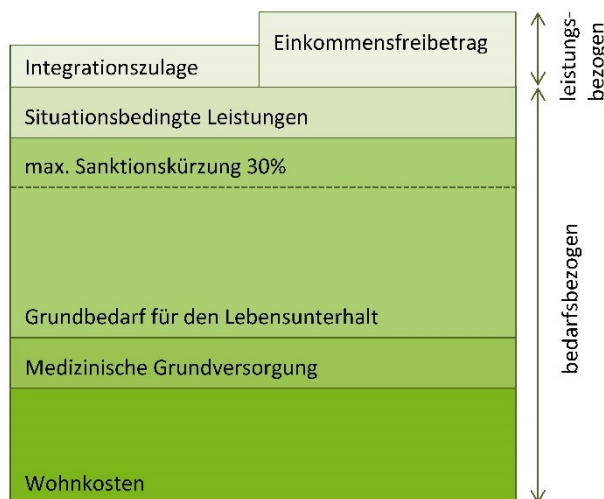 Einkommensfreibetrag
Integrationszulage
Situationsbedingte Leistungen
max. Sanktionskürzung 30%
Grundbedarf für den Lebensunterhalt
Medizinische Grundversorgung
Wohnkosten
leistungs-
bezogen
bedarfsbezogen